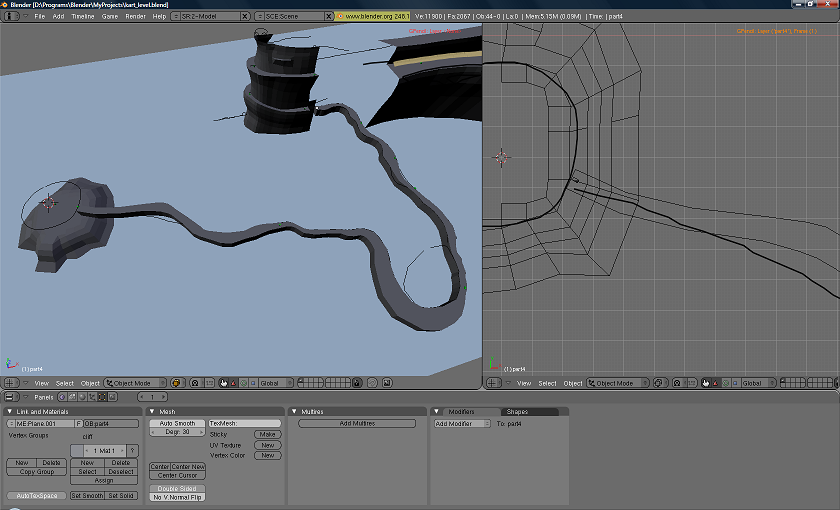 Blender [D:\Programs\Blender\MyProjects\kart_level.blend]
File Add Timeline Game Render Help SR:2-Model SCE:Scene www.blender.org 246.1 Ve:11900 | Fa:2067 | Ob:44-0 | La:0 | Mem:5.15M (0.09M) | Time: | part4
(1) part4
(1) part4
View Select Object Object Mode Global
View Select Object Object Mode Global
Panels 1
Link and Materials
ME:Plane.001 F OB:part4
Vertex Groups
cliff
1 Mat 1 ?
New Delete New Delete
Copy Group Select Deselect
Assign
AutoTexSpace Set Smooth Set Solid
Mesh
Auto Smooth TexMesh:
Degr: 30
Sticky Make
UV Texture New
Vertex Color New
Center Center New
Center Cursor
Double Sided
No V.Normal Flip
Multires
Add Multires
Modifiers Shapes
Add Modifier To: part4